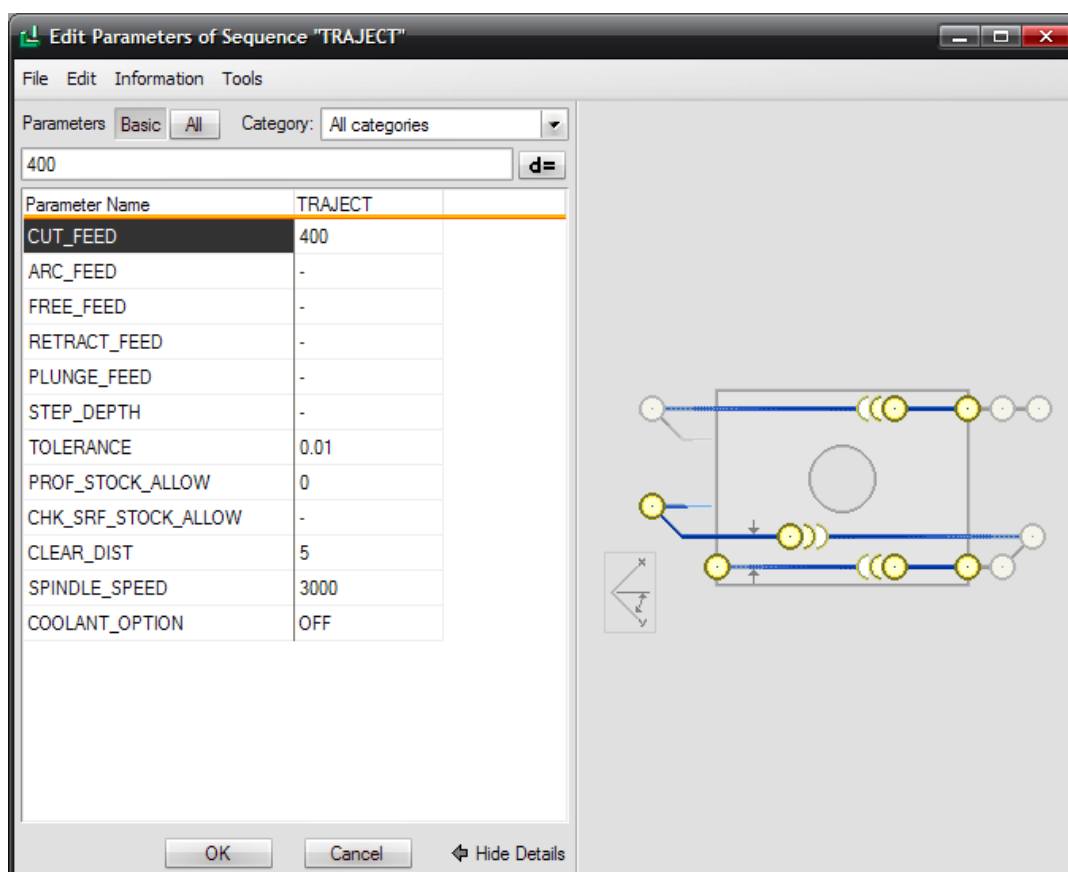 Edit Parameters of Sequence "TRAJECT"
File Edit Information Tools
Parameters Basic All Category: All categories
400 d=
Parameter Name TRAJECT
CUT_FEED 400
ARC_FEED -
FREE_FEED -
RETRACT_FEED -
PLUNGE_FEED -
STEP_DEPTH -
TOLERANCE 0.01
PROF_STOCK_ALLOW 0
CHK_SRF_STOCK_ALLOW -
CLEAR_DIST 5
SPINDLE_SPEED 3000
COOLANT_OPTION OFF
x
y
OK Cancel Hide Details